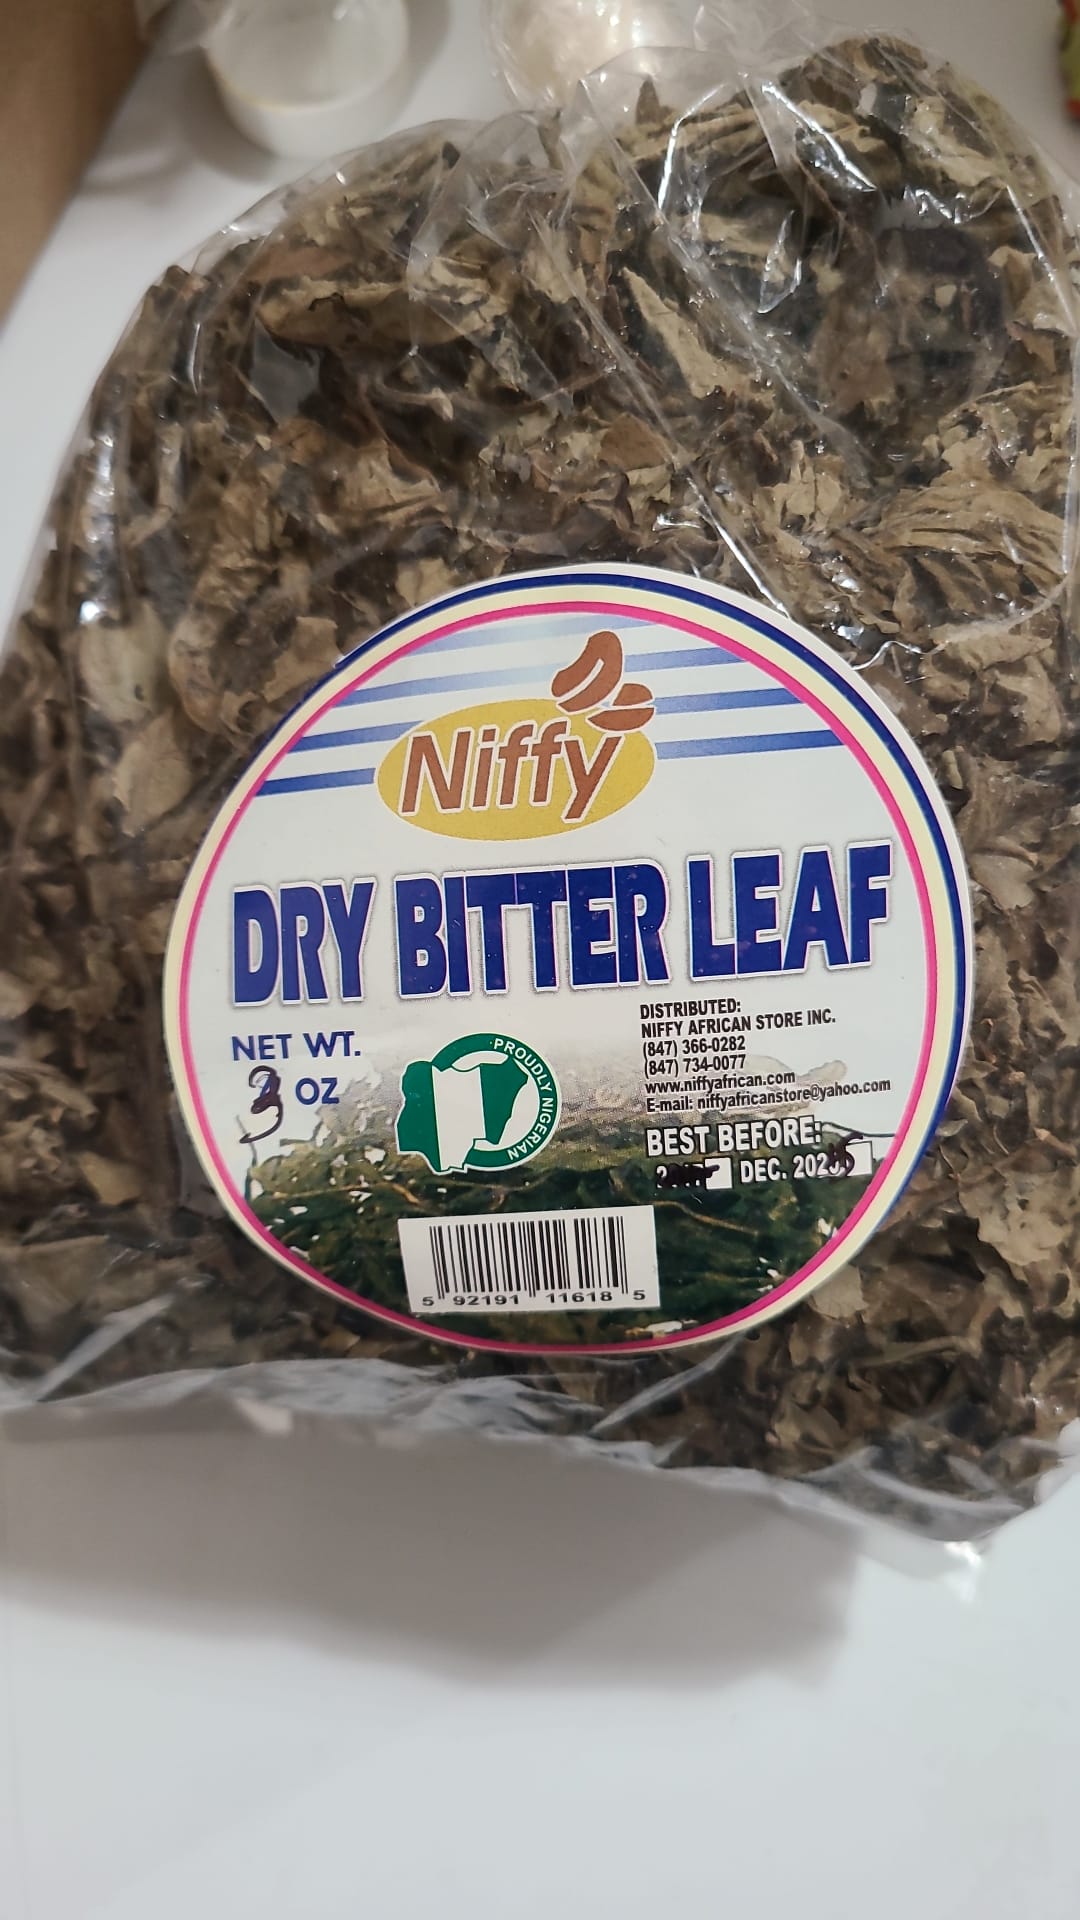 Niffy
DRY BITTER LEAF
NET WT.
3 OZ
PROUDLY NIGERIAN
DISTRIBUTED:
NIFFY AFRICAN STORE INC.
(847) 366-0282
(847) 734-0077
www.niffyafrican.com
E-mail: niffyafricanstore@yahoo.com
BEST BEFORE:
DEC.
5 92191 11618 5